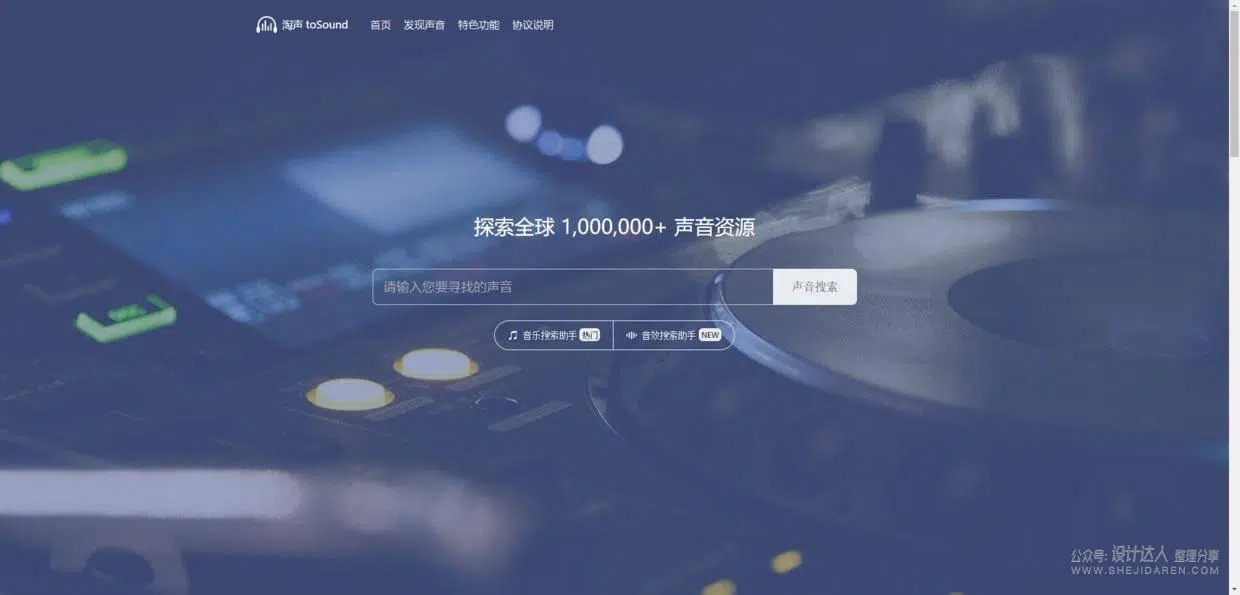 淘声 toSound 首页 发现声音 特色功能 协议说明
探索全球 1,000,000+ 声音资源
请输入您要寻找的声音 声音搜索
音乐搜索助手 热门 音效搜索助手 NEW
公众号: 设计达人 整理分享
WWW.SHEJIDAREN.COM